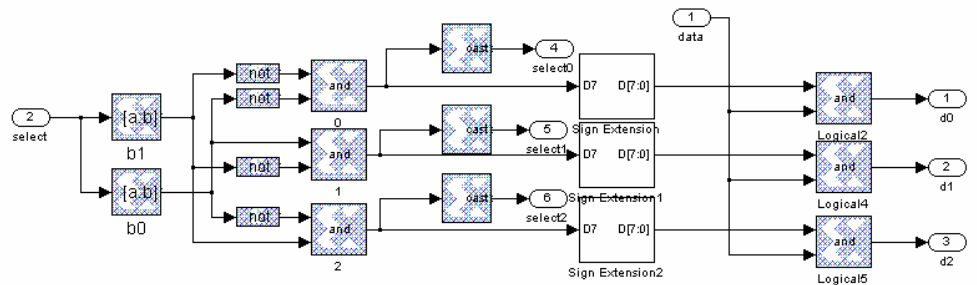 1
data
cast
4
select0
not
not
and
0
D7 D[7:0]
Sign Extension
and
Logical2
1
d0
2
select
[a:b]
b1
cast
5
select1
not
and
1
D7 D[7:0]
Sign Extension1
and
Logical4
2
d1
[a:b]
b0
cast
6
select2
not
and
2
D7 D[7:0]
Sign Extension2
and
Logical5
3
d2